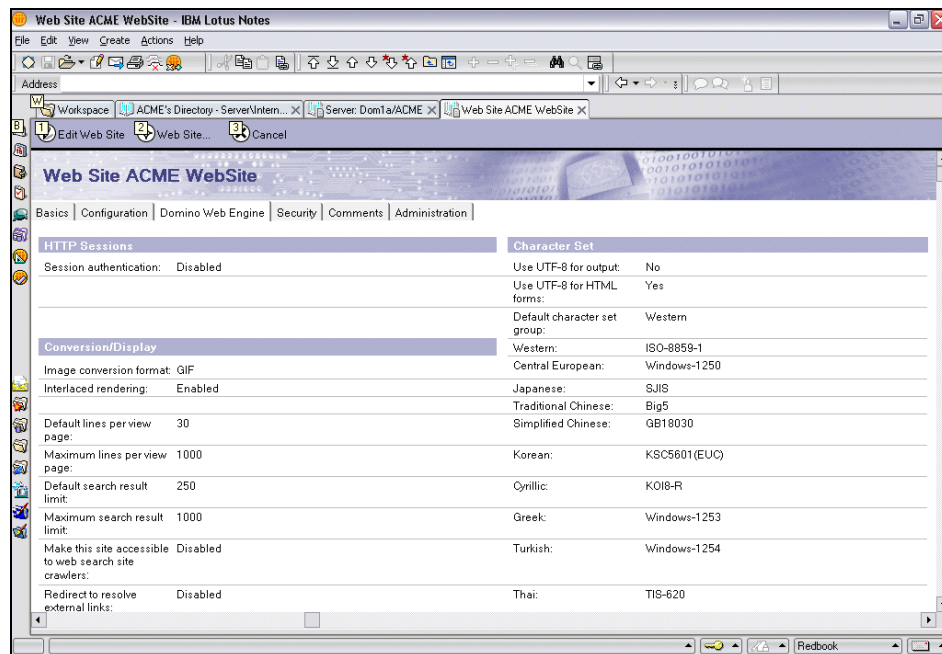 Web Site ACME WebSite - IBM Lotus Notes
File Edit View Create Actions Help
Address
W
Workspace
ACME's Directory - Server\Intern...
Server: Dom1a/ACME
Web Site ACME WebSite
B
1 Edit Web Site
2 Web Site...
3 Cancel
Web Site ACME WebSite
Basics | Configuration | Domino Web Engine | Security | Comments | Administration
HTTP Sessions
Session authentication: Disabled
Conversion/Display
Image conversion format: GIF
Interlaced rendering: Enabled
Default lines per view page: 30
Maximum lines per view page: 1000
Default search result limit: 250
Maximum search result limit: 1000
Make this site accessible to web search site crawlers: Disabled
Redirect to resolve external links: Disabled
Character Set
Use UTF-8 for output: No
Use UTF-8 for HTML forms: Yes
Default character set group: Western
Western: ISO-8859-1
Central European: Windows-1250
Japanese: SJIS
Traditional Chinese: Big5
Simplified Chinese: GB18030
Korean: KSC5601(EUC)
Cyrillic: KOI8-R
Greek: Windows-1253
Turkish: Windows-1254
Thai: TIS-620
Redbook